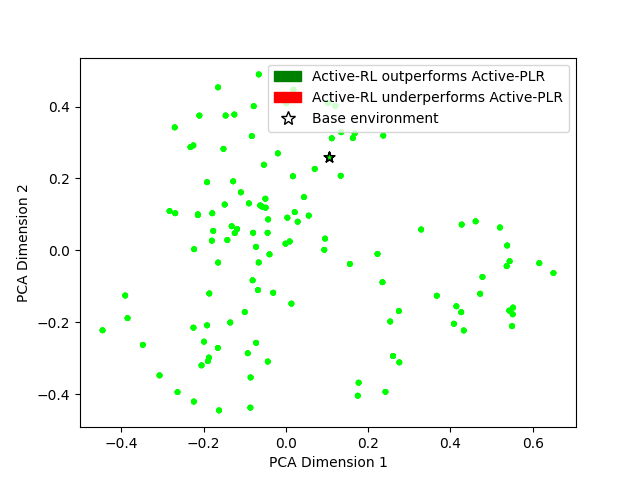 Active-RL outperforms Active-PLR
Active-RL underperforms Active-PLR
Base environment
0.4
0.2
0.0
−0.2
−0.4
PCA Dimension 2
−0.4 −0.2 0.0 0.2 0.4 0.6
PCA Dimension 1